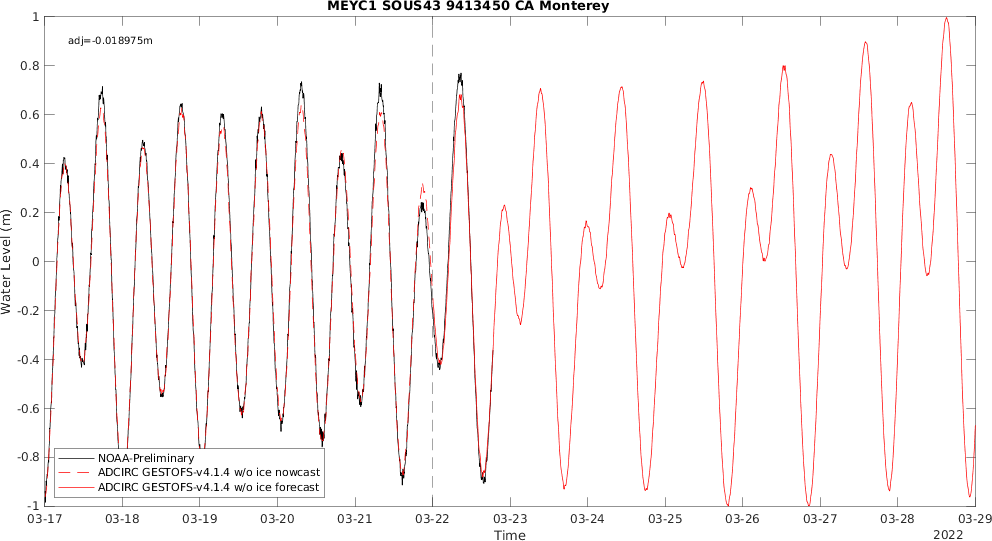 MEYC1 SOUS43 9413450 CA Monterey
adj=-0.018975m
1
0.8
0.6
0.4
0.2
0
-0.2
-0.4
-0.6
-0.8
-1
Water Level (m)
NOAA-Preliminary
ADCIRC GESTOFS-v4.1.4 w/o ice nowcast
ADCIRC GESTOFS-v4.1.4 w/o ice forecast
03-17 03-18 03-19 03-20 03-21 03-22 03-23 03-24 03-25 03-26 03-27 03-28 03-29
Time
2022